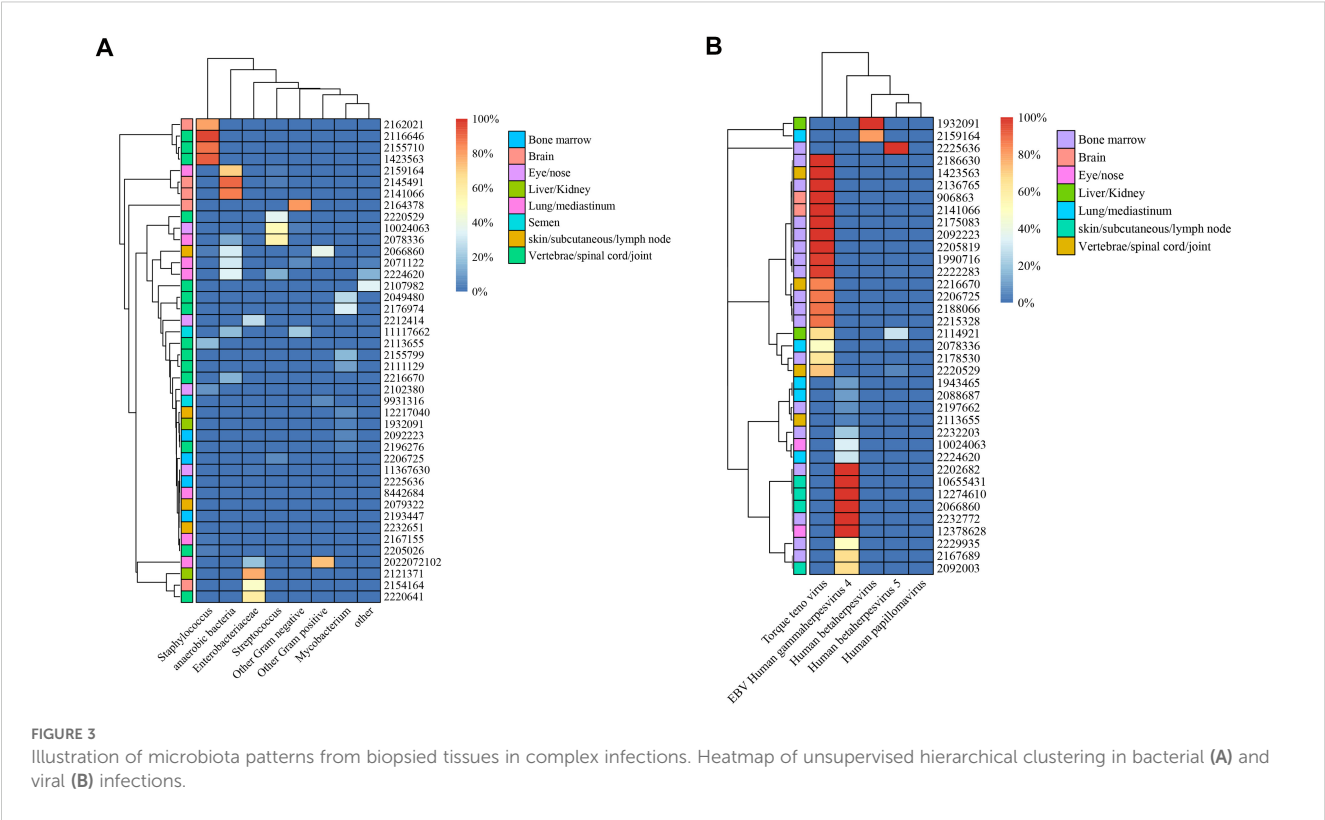 A
2162021
2116646
2155710
1423563
2159164
2145491
2141066
2164378
2220529
10024063
2078336
2066860
2071122
2224620
2107982
2049480
2176974
2212414
11117662
2113655
2155799
2111129
2216670
2102380
9931316
12217040
1932091
2092223
2196276
2206725
11367630
2225636
8442684
2079322
2193447
2232651
2167155
2205026
2022072102
2121371
2154164
2220641
Staphylococcus
anaerobic bacteria
Enterobacteriaceae
Streptococcus
Other Gram negative
Other Gram positive
Mycobacterium
other
100%
80%
60%
40%
20%
0%
Bone marrow
Brain
Eye/nose
Liver/Kidney
Lung/mediastinum
Semen
skin/subcutaneous/lymph node
Vertebrae/spinal cord/joint
B
1932091
2159164
2225636
2186630
1423563
2136765
906863
2141066
2175083
2092223
2205819
1990716
2222283
2216670
2206725
2188066
2215328
2114921
2078336
2178530
2220529
1943465
2088687
2197662
2113655
2232203
10024063
2224620
2202682
10655431
12274610
2066860
2232772
12378628
2229935
2167689
2092003
Torque teno virus
EBV Human gammaherpesvirus 4
Human betaherpesvirus
Human betaherpesvirus 5
Human papillomavirus
100%
80%
60%
40%
20%
0%
Bone marrow
Brain
Eye/nose
Liver/Kidney
Lung/mediastinum
skin/subcutaneous/lymph node
Vertebrae/spinal cord/joint
FIGURE 3
Illustration of microbiota patterns from biopsied tissues in complex infections. Heatmap of unsupervised hierarchical clustering in bacterial (A) and
viral (B) infections.